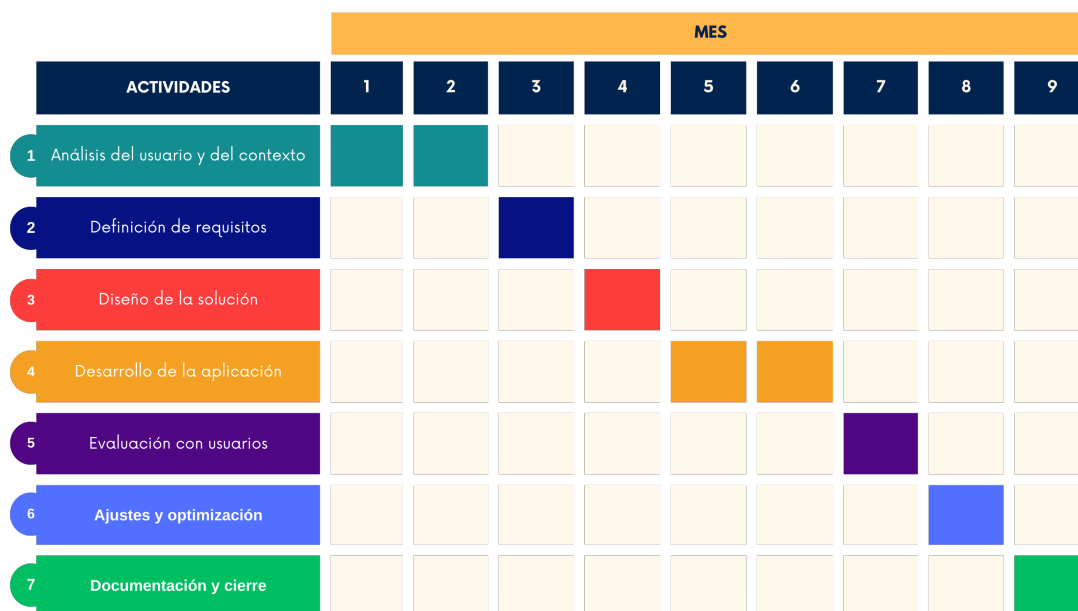 MES
ACTIVIDADES 1 2 3 4 5 6 7 8 9
1 Análisis del usuario y del contexto
2 Definición de requisitos
3 Diseño de la solución
4 Desarrollo de la aplicación
5 Evaluación con usuarios
6 Ajustes y optimización
7 Documentación y cierre